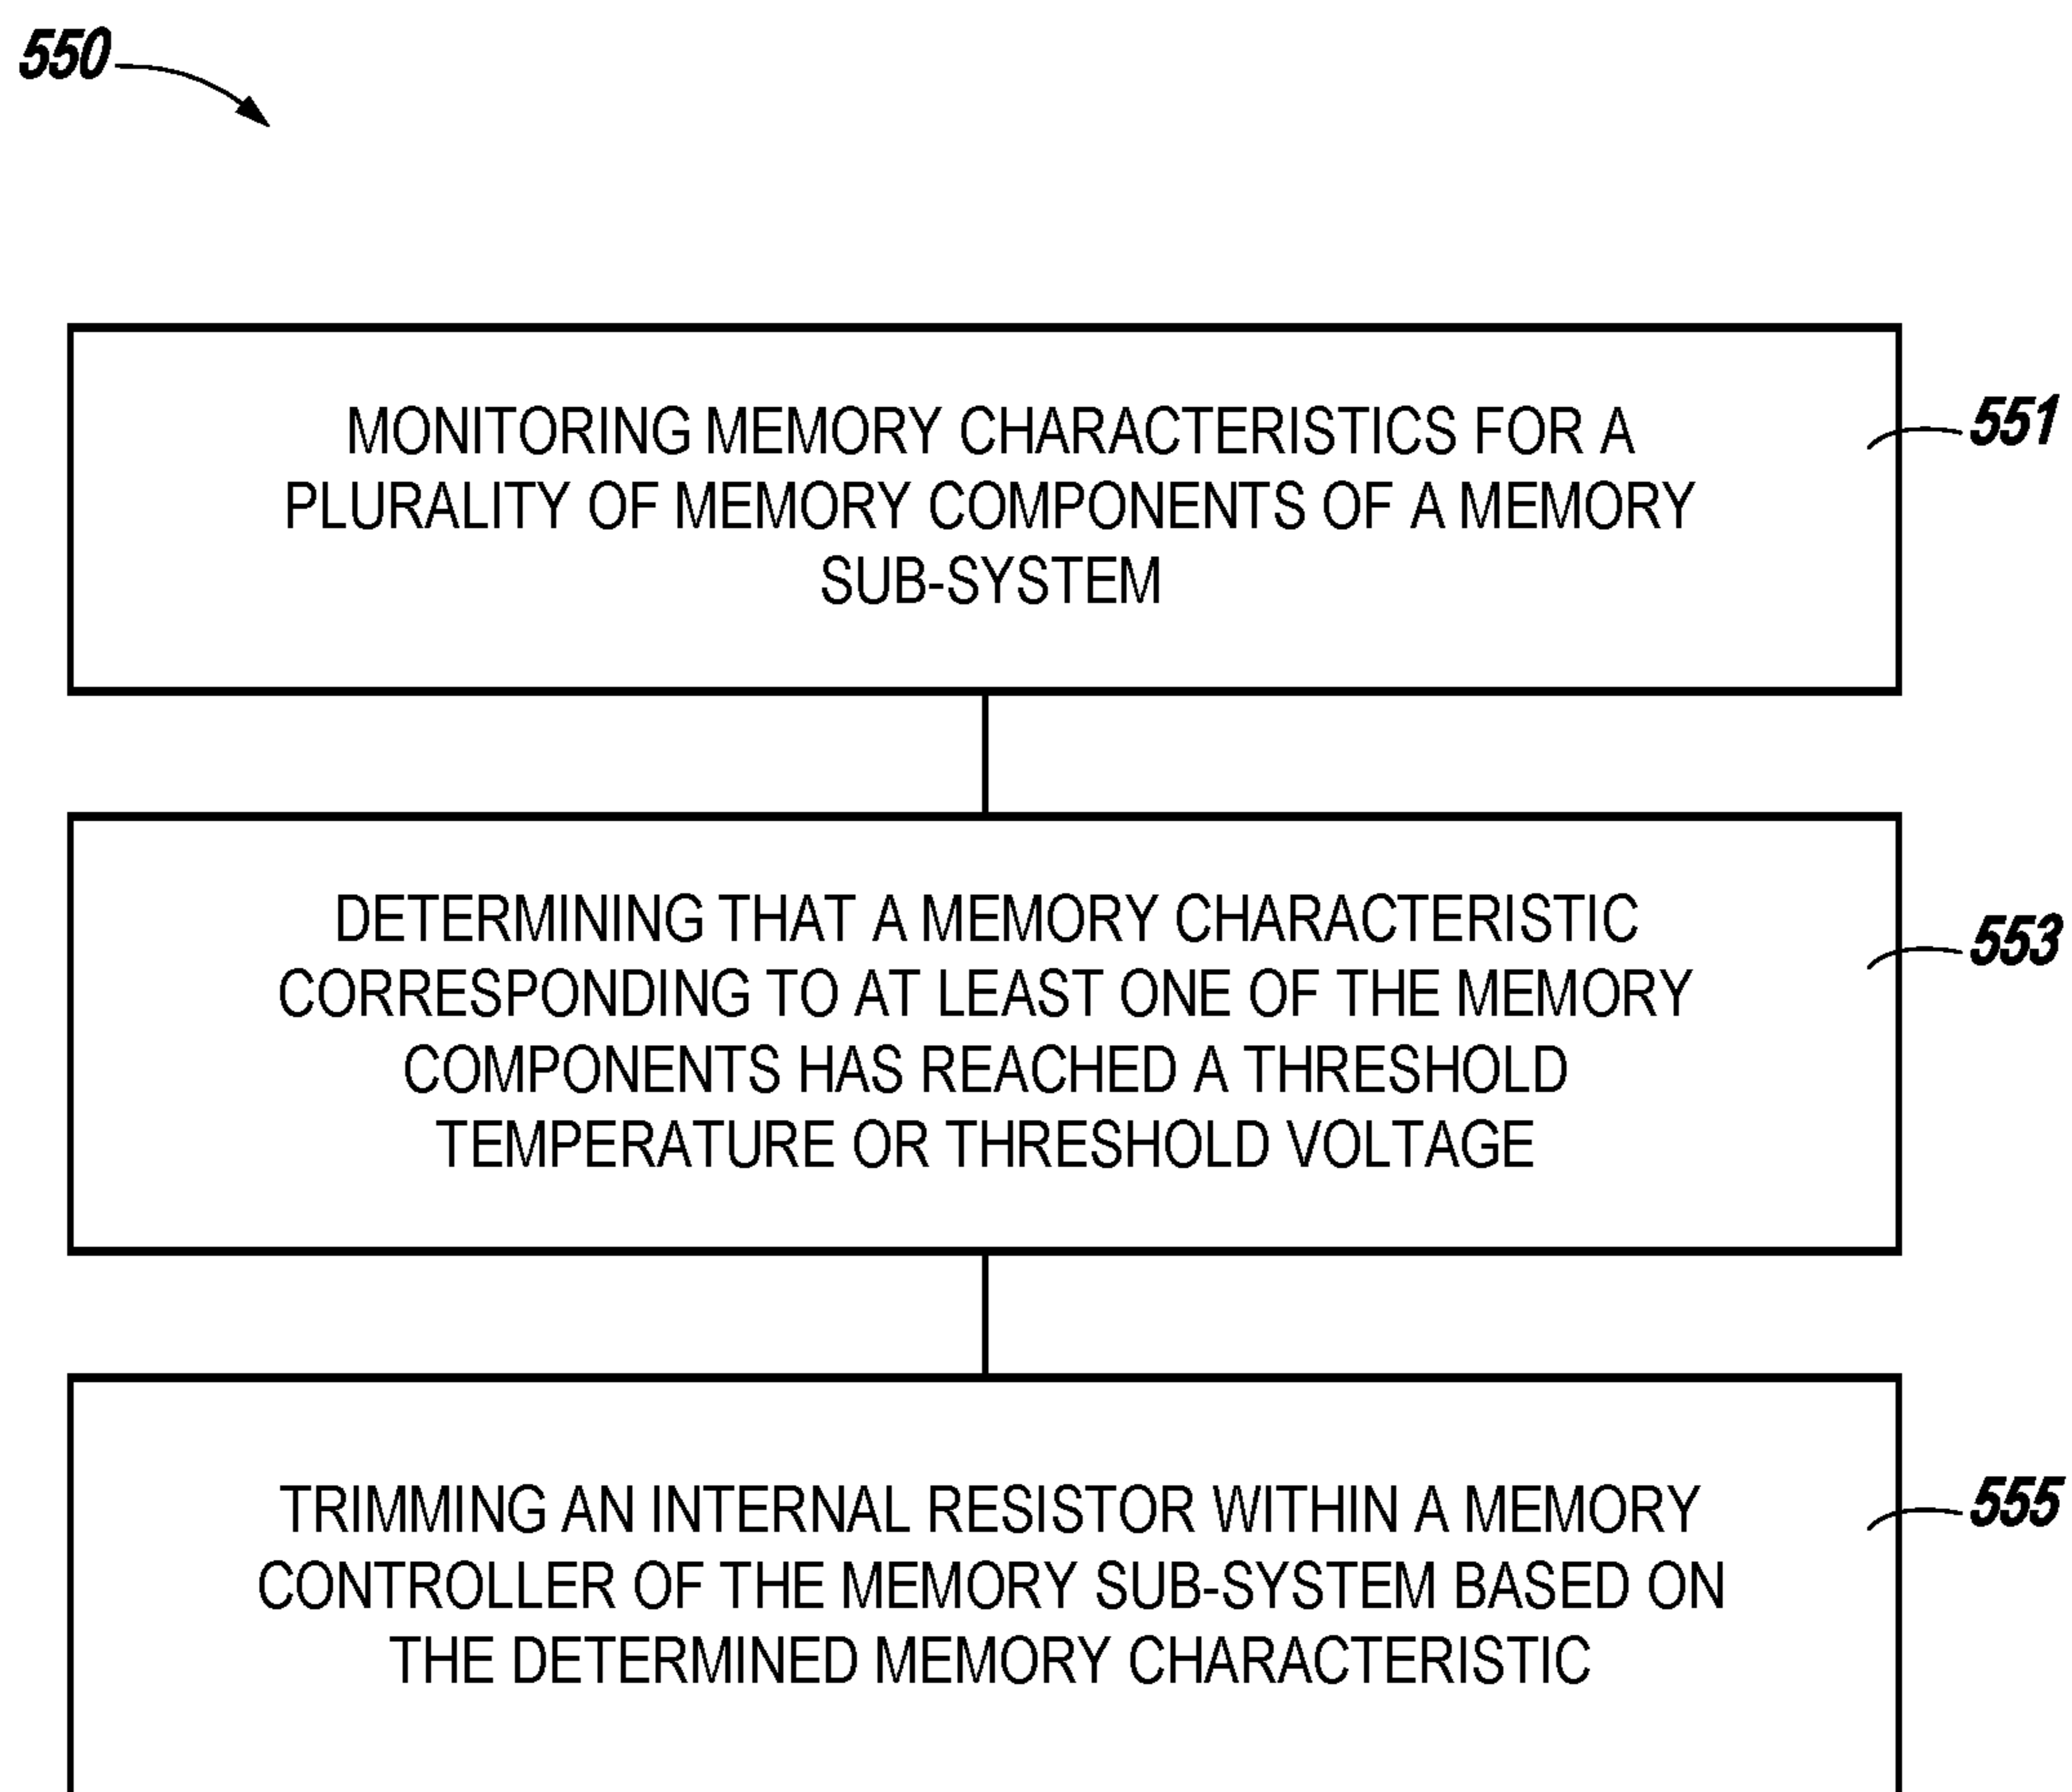 550
MONITORING MEMORY CHARACTERISTICS FOR A
PLURALITY OF MEMORY COMPONENTS OF A MEMORY
SUB-SYSTEM
551
DETERMINING THAT A MEMORY CHARACTERISTIC
CORRESPONDING TO AT LEAST ONE OF THE MEMORY
COMPONENTS HAS REACHED A THRESHOLD
TEMPERATURE OR THRESHOLD VOLTAGE
553
TRIMMING AN INTERNAL RESISTOR WITHIN A MEMORY
CONTROLLER OF THE MEMORY SUB-SYSTEM BASED ON
THE DETERMINED MEMORY CHARACTERISTIC
555